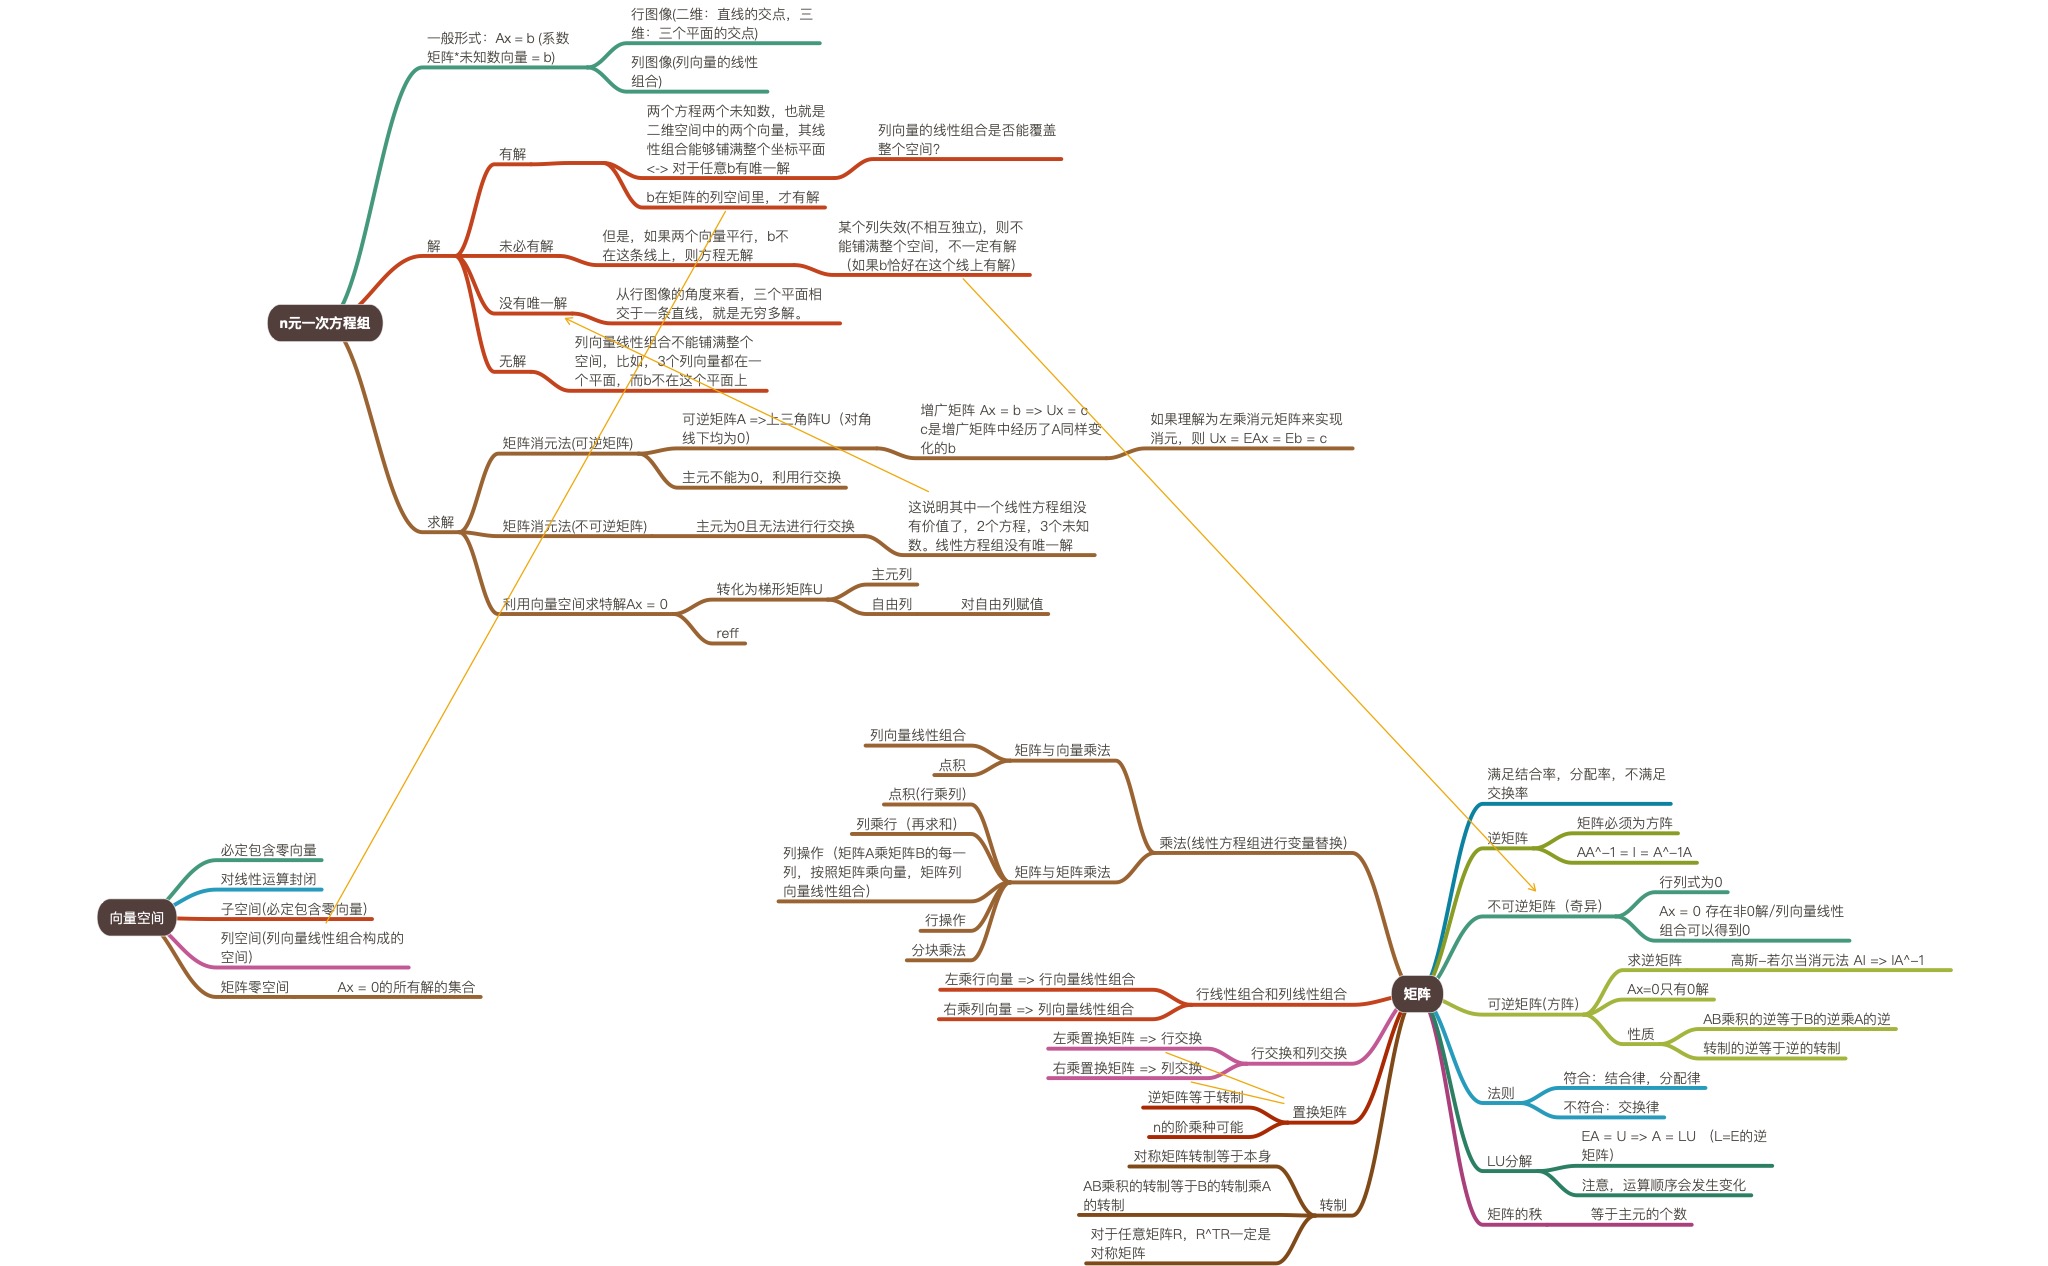 n元一次方程组
一般形式：Ax = b (系数
矩阵*未知数向量 = b)
行图像(二维：直线的交点，三
维：三个平面的交点)
列图像(列向量的线性
组合)
解
有解
两个方程两个未知数，也就是
二维空间中的两个向量，其线
性组合能够铺满整个坐标平面
<-> 对于任意b有唯一解
列向量的线性组合是否能覆盖
整个空间?
b在矩阵的列空间里，才有解
未必有解
但是，如果两个向量平行，b不
在这条线上，则方程无解
某个列失效(不相互独立)，则不
能铺满整个空间，不一定有解
（如果b恰好在这个线上有解）
没有唯一解
从行图像的角度来看，三个平面相
交于一条直线，就是无穷多解。
无解
列向量线性组合不能铺满整个
空间，比如，3个列向量都在一
个平面，而b不在这个平面上
求解
矩阵消元法(可逆矩阵)
可逆矩阵A =>上三角阵U（对角
线下均为0）
增广矩阵 Ax = b => Ux = c
c是增广矩阵中经历了A同样变
化的b
如果理解为左乘消元矩阵来实现
消元，则 Ux = EAx = Eb = c
主元不能为0，利用行交换
矩阵消元法(不可逆矩阵)
主元为0且无法进行行交换
这说明其中一个线性方程组没
有价值了，2个方程，3个未知
数。线性方程组没有唯一解
利用向量空间求特解Ax = 0
转化为梯形矩阵U
主元列
自由列
对自由列赋值
reff
向量空间
必定包含零向量
对线性运算封闭
子空间(必定包含零向量)
列空间(列向量线性组合构成的
空间)
矩阵零空间
Ax = 0的所有解的集合
矩阵
乘法(线性方程组进行变量替换)
矩阵与向量乘法
列向量线性组合
点积
矩阵与矩阵乘法
点积(行乘列)
列乘行（再求和）
列操作（矩阵A乘矩阵B的每一
列，按照矩阵乘向量，矩阵列
向量线性组合）
行操作
分块乘法
行线性组合和列线性组合
左乘行向量 => 行向量线性组合
右乘列向量 => 列向量线性组合
行交换和列交换
左乘置换矩阵 => 行交换
右乘置换矩阵 => 列交换
置换矩阵
逆矩阵等于转制
n的阶乘种可能
转制
对称矩阵转制等于本身
AB乘积的转制等于B的转制乘A
的转制
对于任意矩阵R，R^TR一定是
对称矩阵
满足结合率，分配率，不满足
交换率
逆矩阵
矩阵必须为方阵
AA^-1 = I = A^-1A
不可逆矩阵（奇异）
行列式为0
Ax = 0 存在非0解/列向量线性
组合可以得到0
可逆矩阵(方阵)
求逆矩阵
高斯-若尔当消元法 AI => IA^-1
Ax=0只有0解
性质
AB乘积的逆等于B的逆乘A的逆
转制的逆等于逆的转制
法则
符合：结合律，分配律
不符合：交换律
LU分解
EA = U => A = LU （L=E的逆
矩阵）
注意，运算顺序会发生变化
矩阵的秩
等于主元的个数